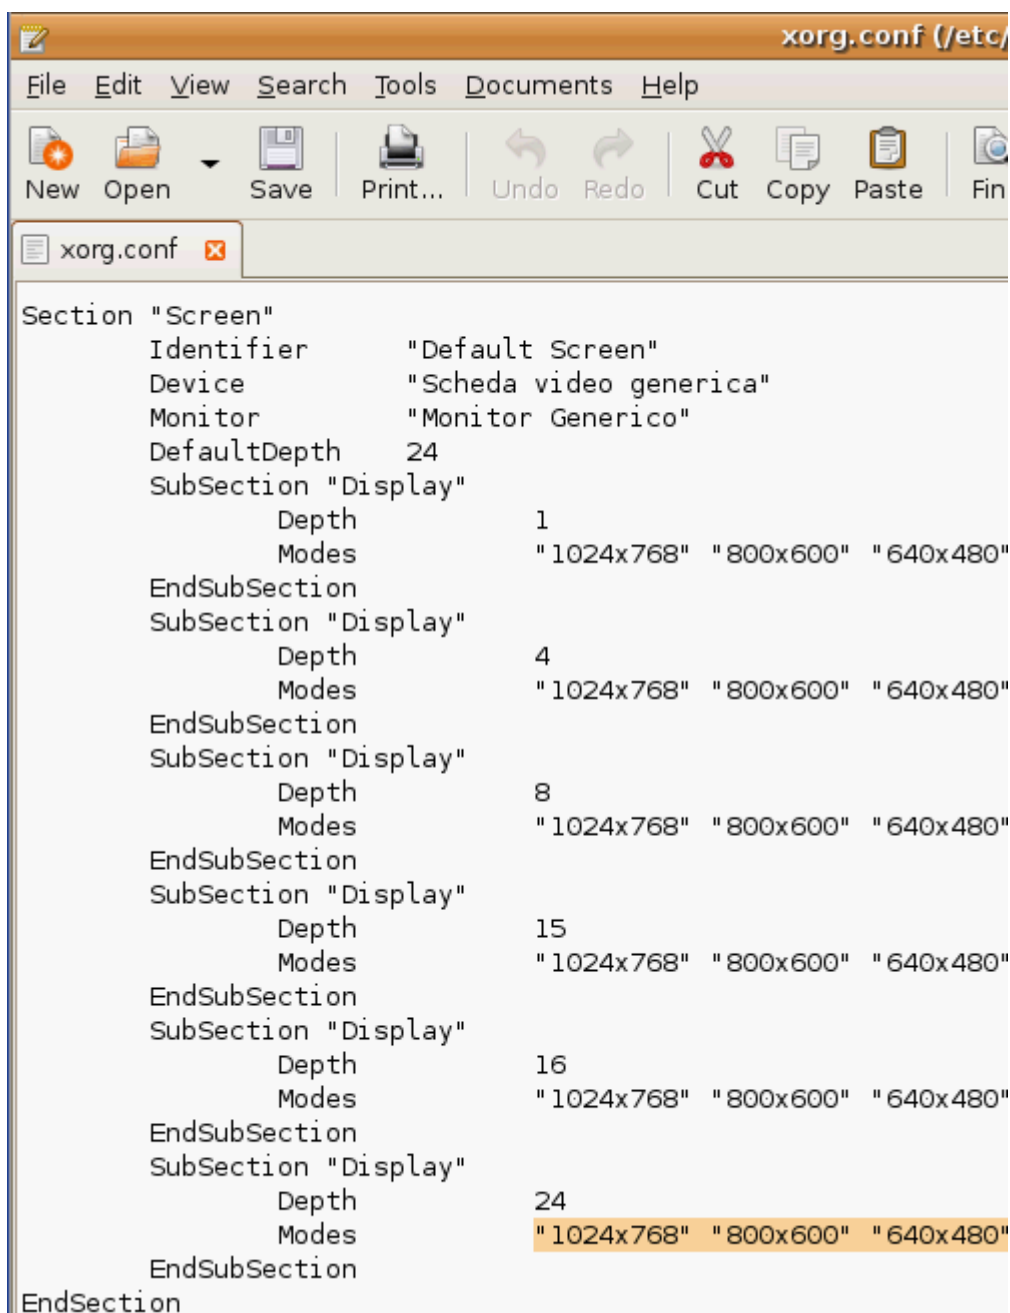 xorg.conf (/etc/
File Edit View Search Tools Documents Help
New Open Save Print... Undo Redo Cut Copy Paste Fin
xorg.conf
Section "Screen"
Identifier "Default Screen"
Device "Scheda video generica"
Monitor "Monitor Generico"
DefaultDepth 24
SubSection "Display"
Depth 1
Modes "1024x768" "800x600" "640x480"
EndSubSection
SubSection "Display"
Depth 4
Modes "1024x768" "800x600" "640x480"
EndSubSection
SubSection "Display"
Depth 8
Modes "1024x768" "800x600" "640x480"
EndSubSection
SubSection "Display"
Depth 15
Modes "1024x768" "800x600" "640x480"
EndSubSection
SubSection "Display"
Depth 16
Modes "1024x768" "800x600" "640x480"
EndSubSection
SubSection "Display"
Depth 24
Modes "1024x768" "800x600" "640x480"
EndSubSection
EndSection